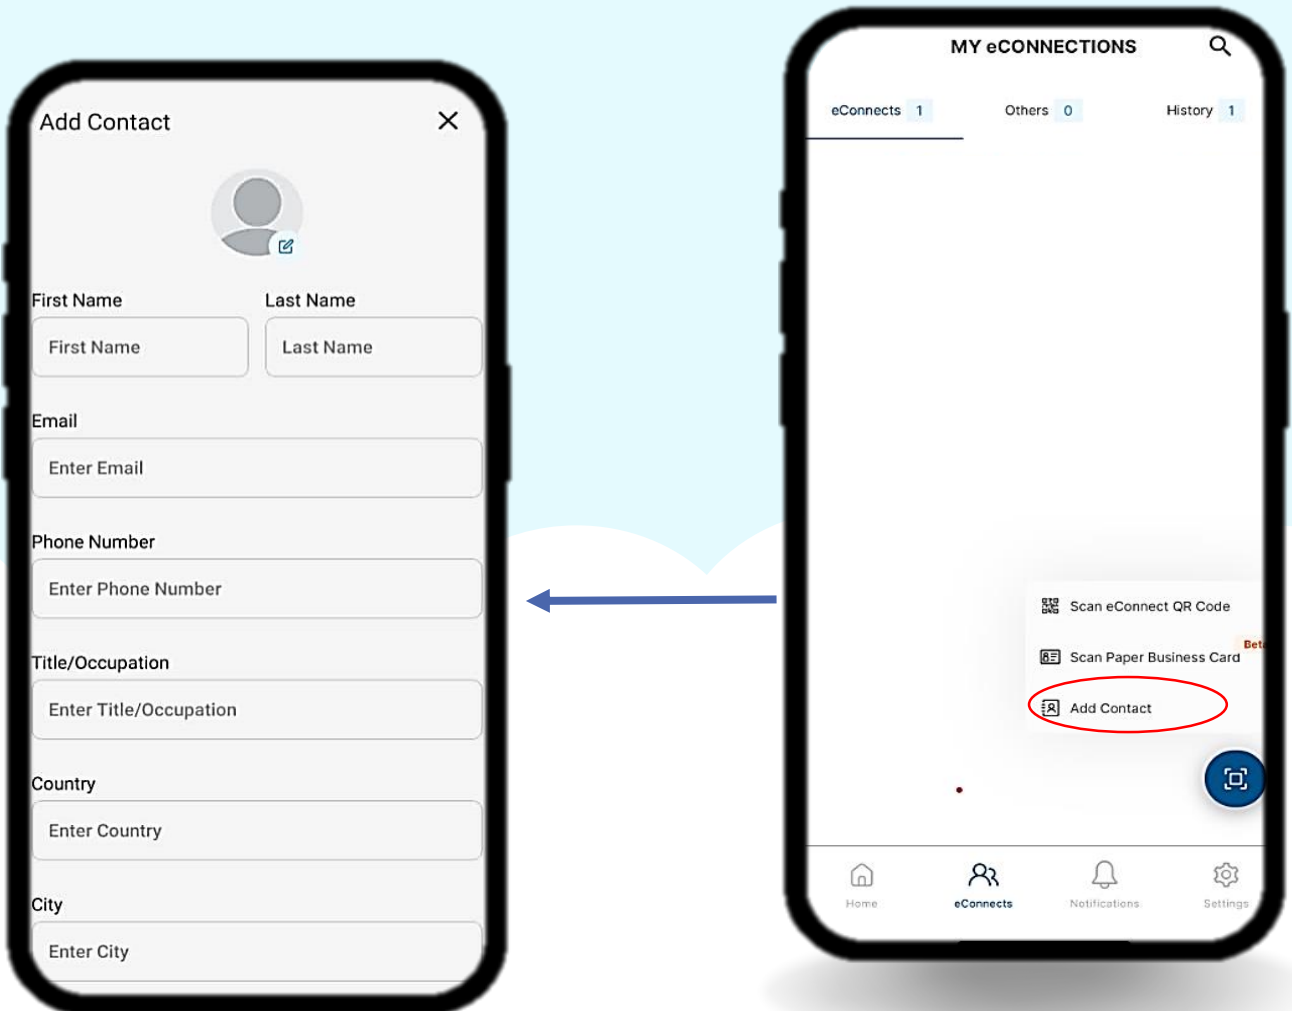 Add Contact
First Name
Last Name
First Name
Last Name
Email
Enter Email
Phone Number
Enter Phone Number
Title/Occupation
Enter Title/Occupation
Country
Enter Country
City
Enter City
MY eCONNECTIONS
eConnects 1
Others 0
History 1
Scan eConnect QR Code
Beta
Scan Paper Business Card
Add Contact
Home
eConnects
Notifications
Settings